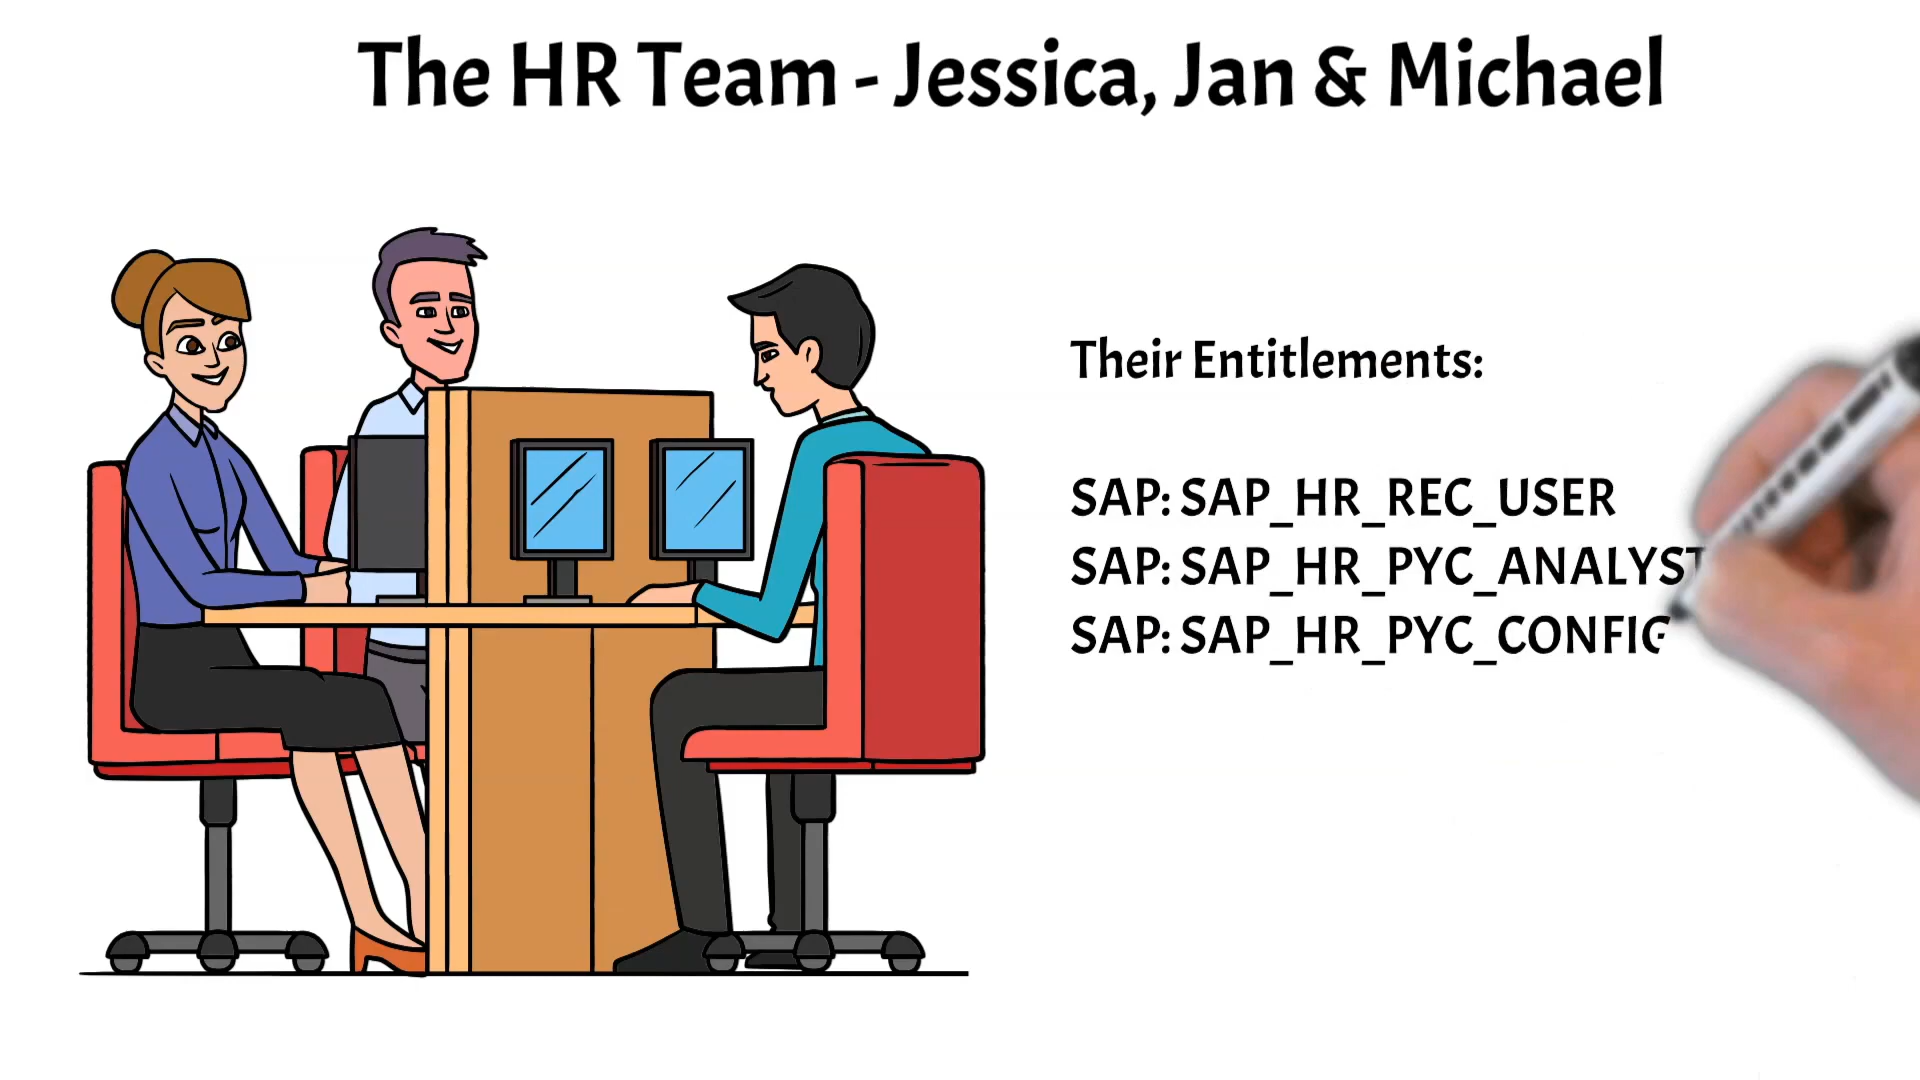 The HR Team - Jessica, Jan & Michael
Their Entitlements:
SAP: SAP_HR_REC_USER
SAP: SAP_HR_PYC_ANALYST
SAP: SAP_HR_PYC_CONFIG